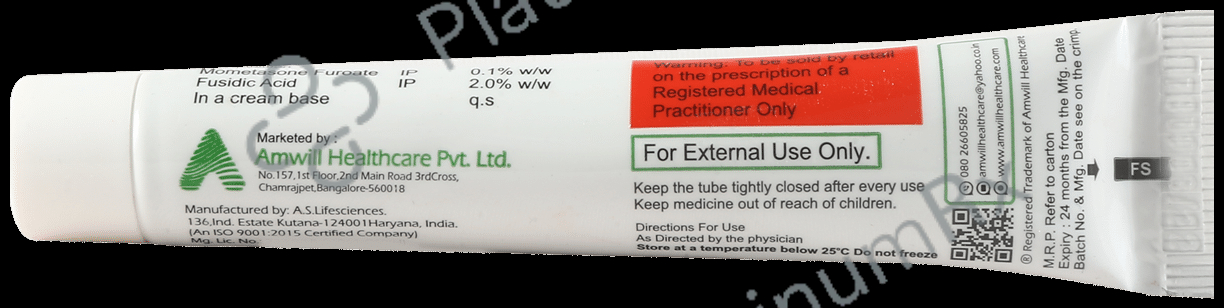 Mometasone Furoate IP 0.1% w/w
Fusidic Acid IP 2.0% w/w
In a cream base q.s
Marketed by :
Amwill Healthcare Pvt. Ltd.
No.157,1st Floor,2nd Main Road 3rdCross,
Chamrajpet,Bangalore-560018
Manufactured by: A.S.Lifesciences.
136,Ind. Estate Kutana-124001Haryana, India.
(An ISO 9001:2015 Certified Company)
Mg. Lic. No.
Warning: To be sold by retail
on the prescription of a
Registered Medical
Practitioner Only
For External Use Only.
Keep the tube tightly closed after every use
Keep medicine out of reach of children.
Directions For Use
As Directed by the physician
Store at a temperature below 25°C Do not freeze
080 26605825
amwillhealthcare@yahoo.co.in
www.amwillhealthcare.com
® Registered Trademark of Amwill Healthcare
M.R.P. Refer to carton
Expiry : 24 months from the Mfg. Date
Batch No. & Mfg. Date see on the crimp.
FS
Plat
inumRx